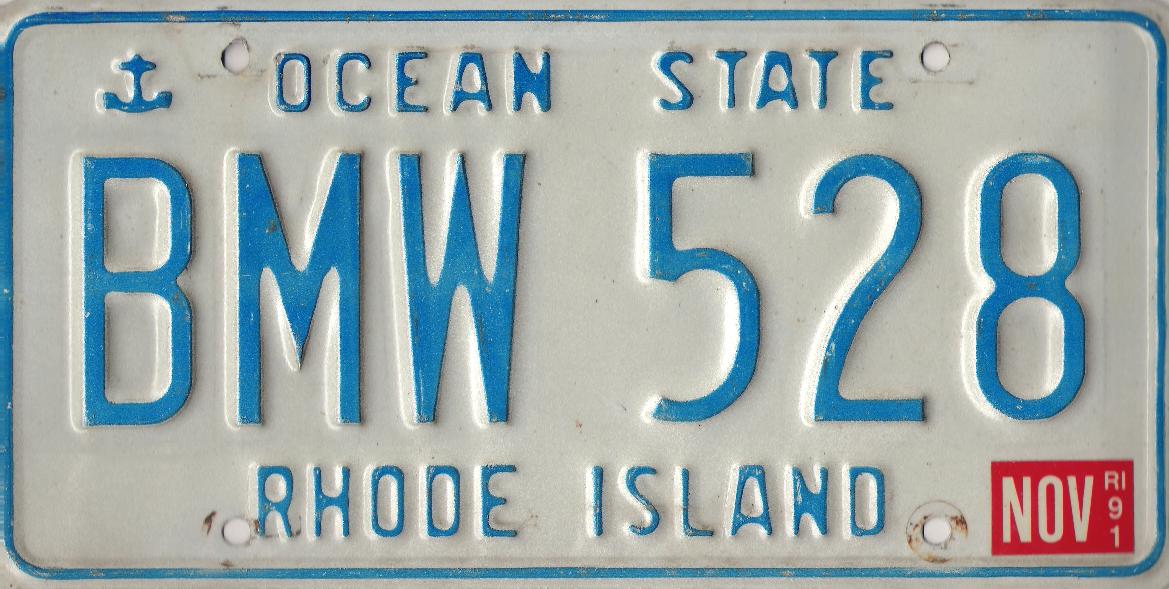 OCEAN STATE
BMW 528
RHODE ISLAND
NOV RI 91